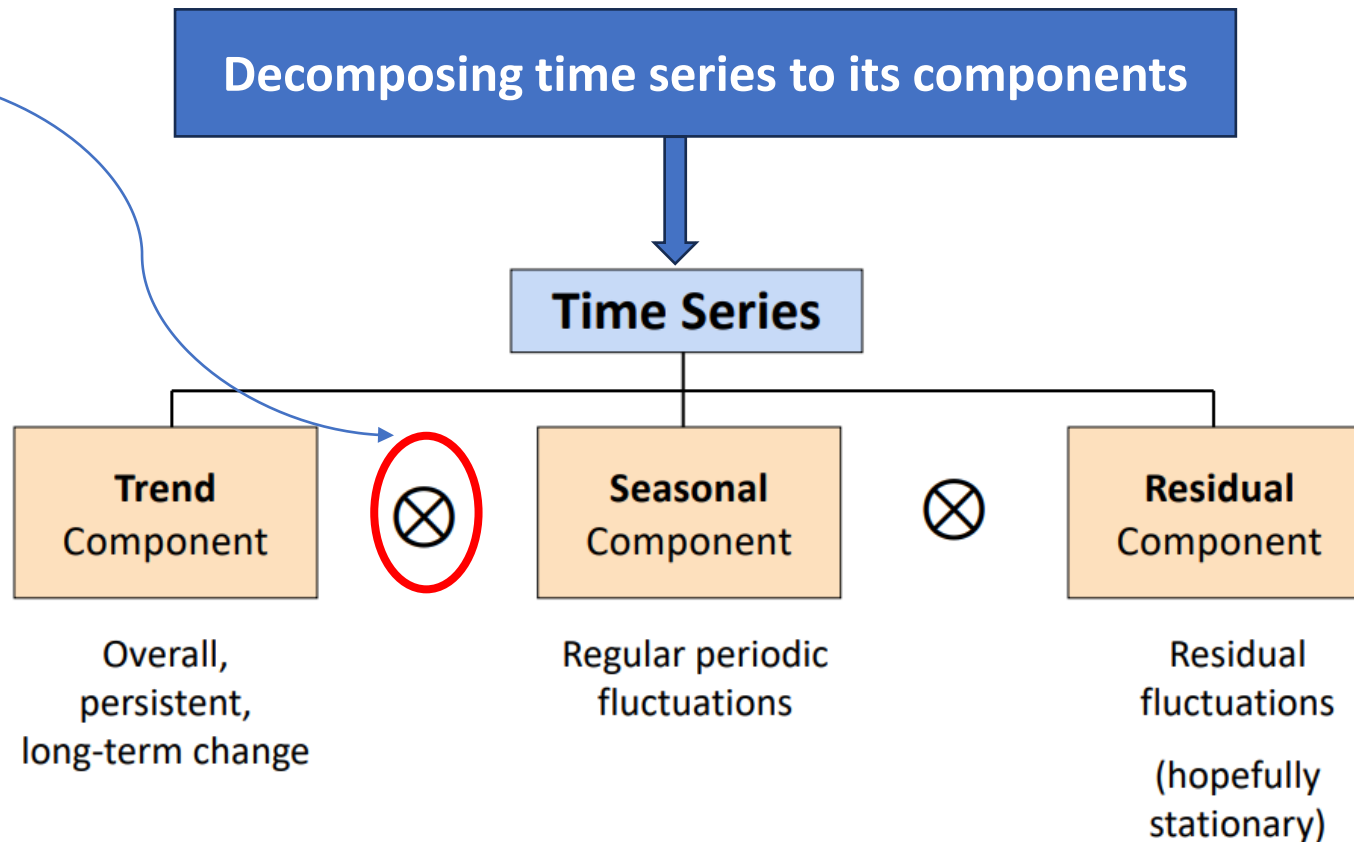 Decomposing time series to its components
Time Series
Trend
Component
⊗
Seasonal
Component
⊗
Residual
Component
Overall,
persistent,
long-term change
Regular periodic
fluctuations
Residual
fluctuations
(hopefully
stationary)